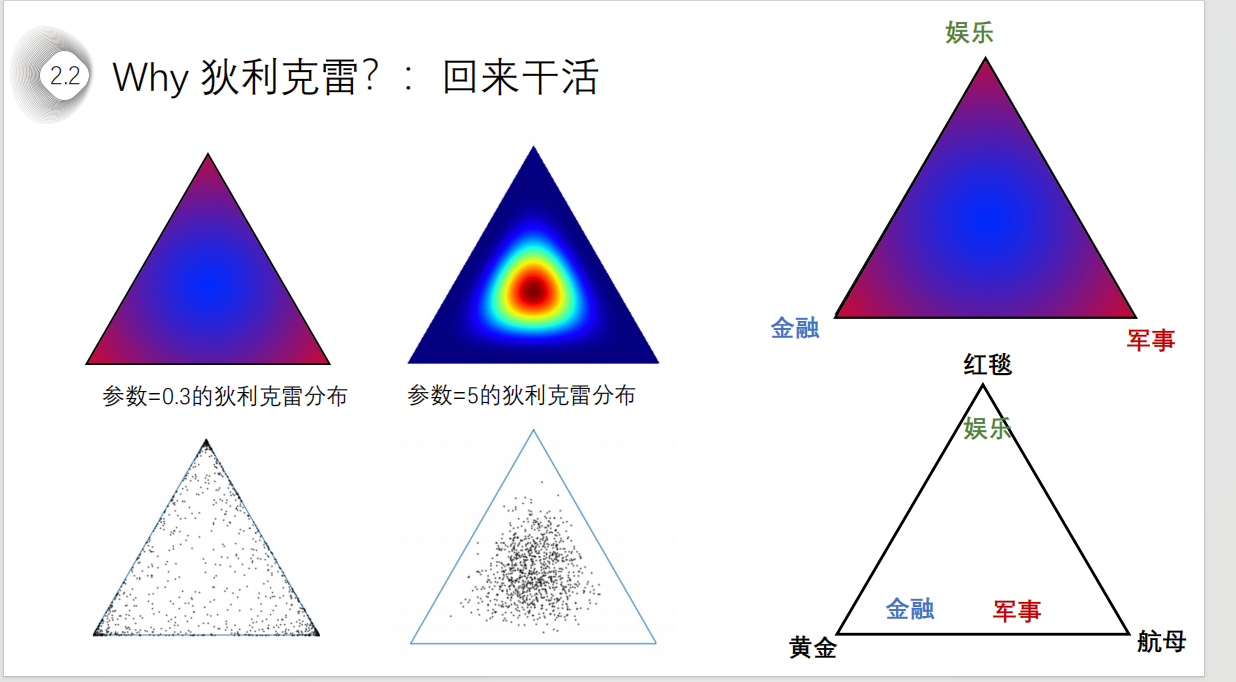 2.2
Why 狄利克雷？：回来干活
参数=0.3的狄利克雷分布
参数=5的狄利克雷分布
娱乐
金融
军事
红毯
娱乐
金融
军事
黄金
航母